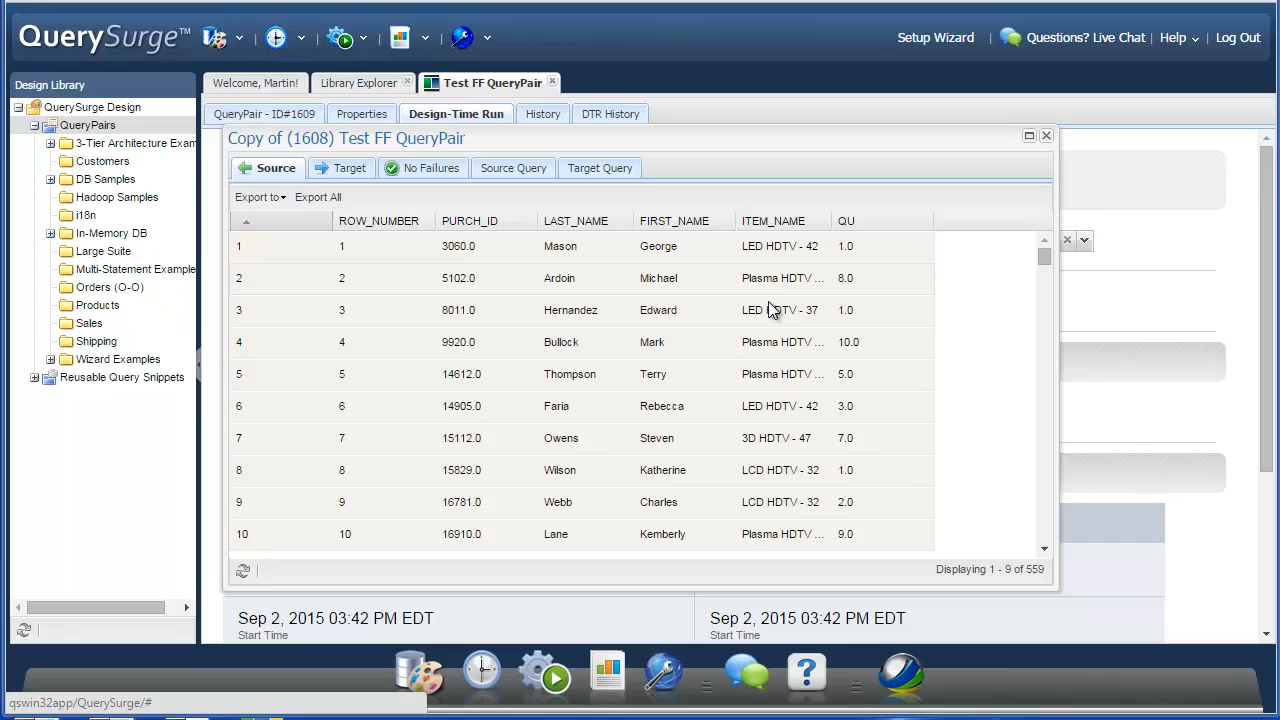 QuerySurge™
Setup Wizard
Questions? Live Chat
Help
Log Out
Design Library
Welcome, Martin!
Library Explorer
Test FF QueryPair
QuerySurge Design
QueryPairs
3-Tier Architecture Exam
Customers
DB Samples
Hadoop Samples
i18n
In-Memory DB
Large Suite
Multi-Statement Example
Orders (O-O)
Products
Sales
Shipping
Wizard Examples
Reusable Query Snippets
QueryPair - ID#1609
Properties
Design-Time Run
History
DTR History
Copy of (1608) Test FF QueryPair
Source
Target
No Failures
Source Query
Target Query
Export to
Export All
ROW_NUMBER PURCH_ID LAST_NAME FIRST_NAME ITEM_NAME QU
1 1 3060.0 Mason George LED HDTV - 42 1.0
2 2 5102.0 Ardoin Michael Plasma HDTV ... 8.0
3 3 8011.0 Hernandez Edward LED HDTV - 37 1.0
4 4 9920.0 Bullock Mark Plasma HDTV ... 10.0
5 5 14612.0 Thompson Terry Plasma HDTV ... 5.0
6 6 14905.0 Faria Rebecca LED HDTV - 42 3.0
7 7 15112.0 Owens Steven 3D HDTV - 47 7.0
8 8 15829.0 Wilson Katherine LCD HDTV - 32 1.0
9 9 16781.0 Webb Charles LCD HDTV - 32 2.0
10 10 16910.0 Lane Kemberly Plasma HDTV ... 9.0
Displaying 1 - 9 of 559
Sep 2, 2015 03:42 PM EDT
Start Time
Sep 2, 2015 03:42 PM EDT
Start Time
qswin32app/QuerySurge/#